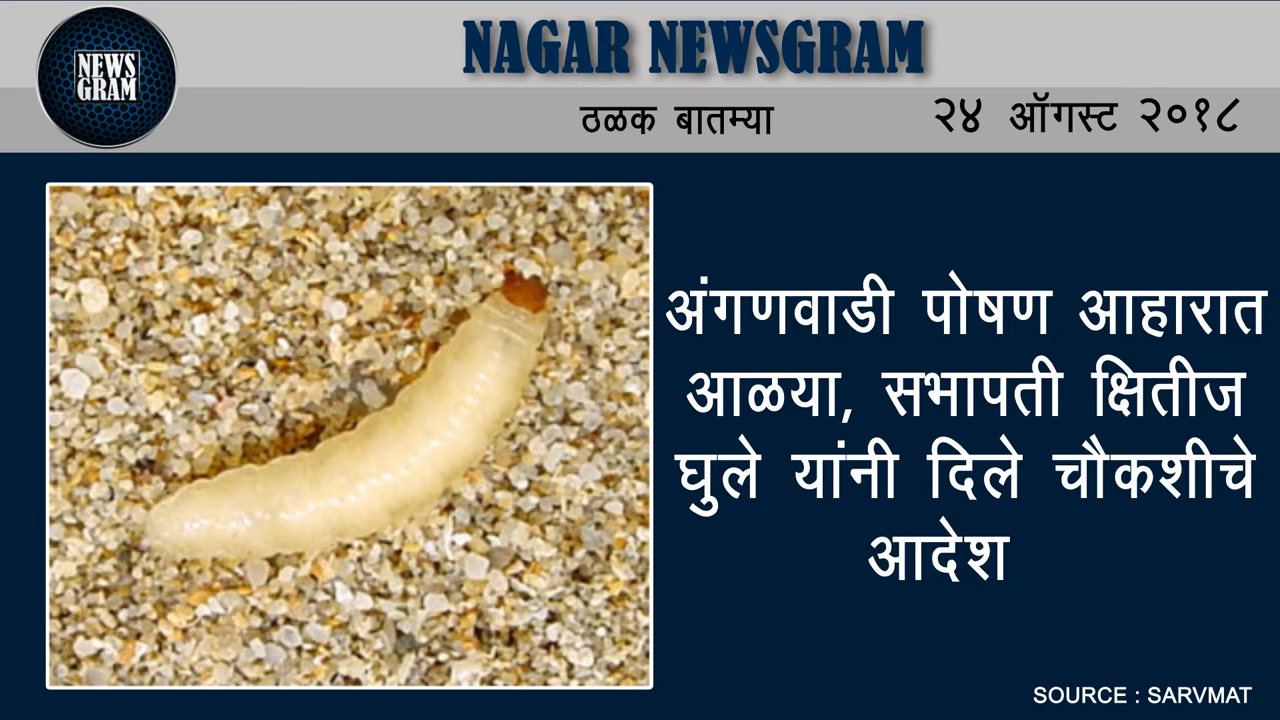 NEWS
GRAM
NAGAR NEWSGRAM
ठळक बातम्या
२४ ऑगस्ट २०१८
अंगणवाडी पोषण आहारात
आळया, सभापती क्षितीज
घुले यांनी दिले चौकशीचे
आदेश
SOURCE : SARVMAT